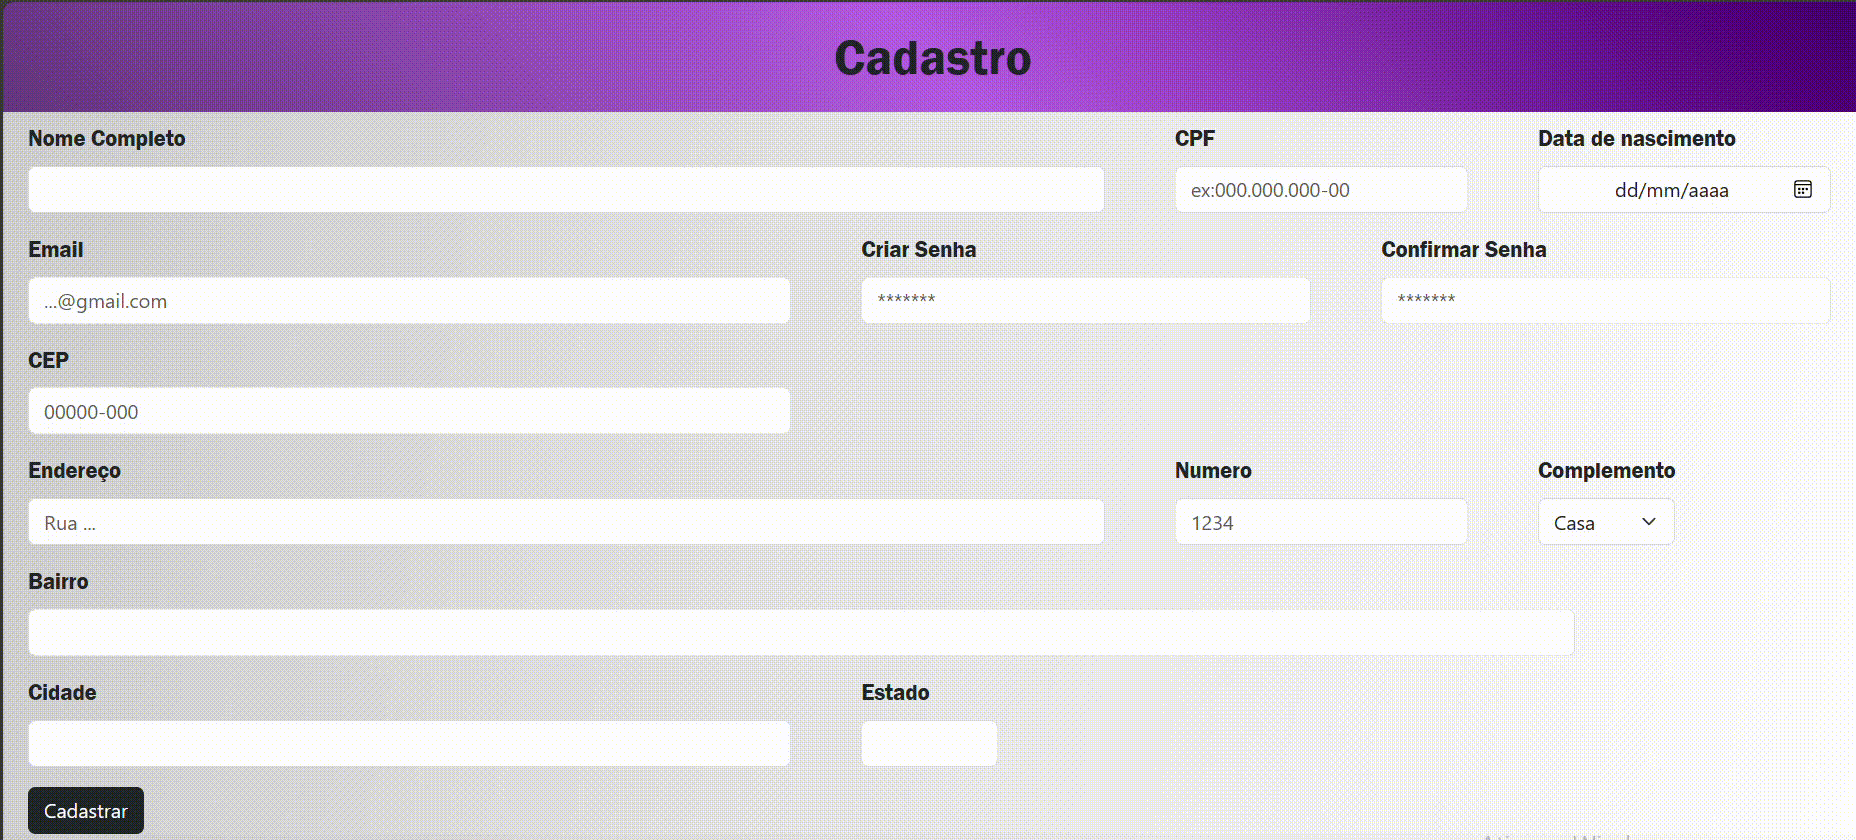 Cadastro
Nome Completo CPF Data de nascimento
ex:000.000.000-00 dd/mm/aaaa
Email Criar Senha Confirmar Senha
...@gmail.com ******* *******
CEP
00000-000
Endereço Numero Complemento
Rua ... 1234 Casa
Bairro
Cidade Estado
Cadastrar